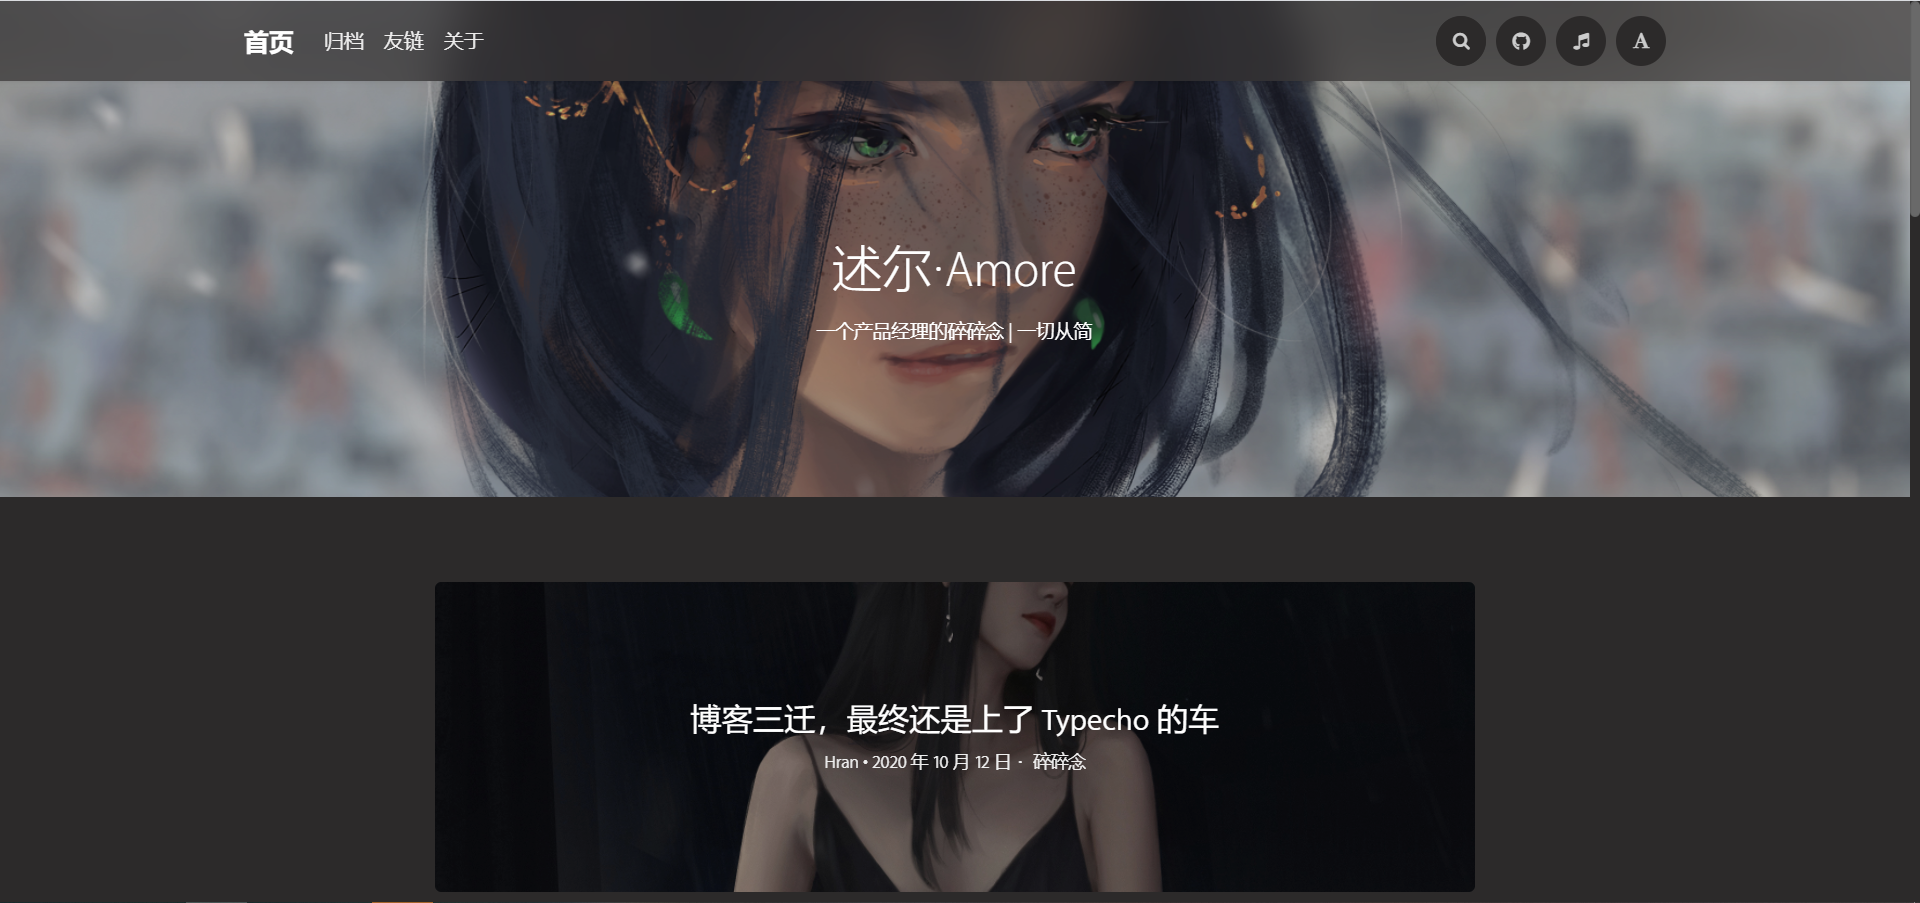 首页 归档 友链 关于 A
述尔·Amore
一个产品经理的碎碎念 | 一切从简
博客三迁，最终还是上了 Typecho 的车
Hran • 2020 年 10 月 12 日 · 碎碎念